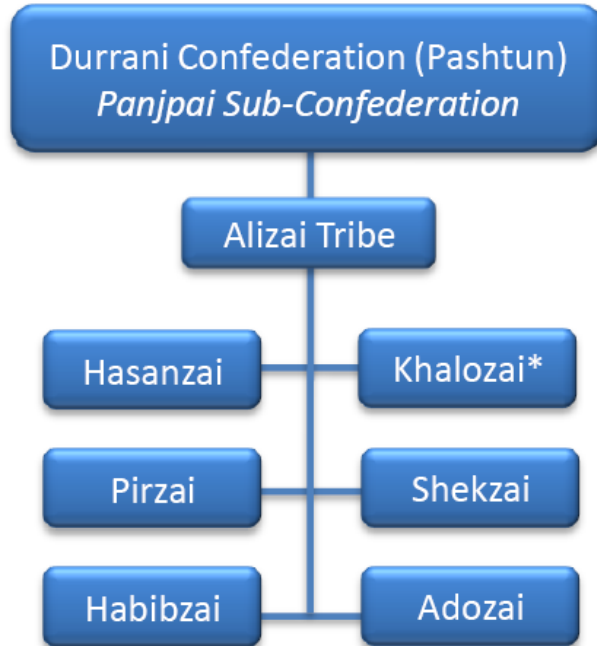 Durrani Confederation (Pashtun)
Panjpai Sub-Confederation
Alizai Tribe
Hasanzai
Khalozai*
Pirzai
Shekzai
Habibzai
Adozai